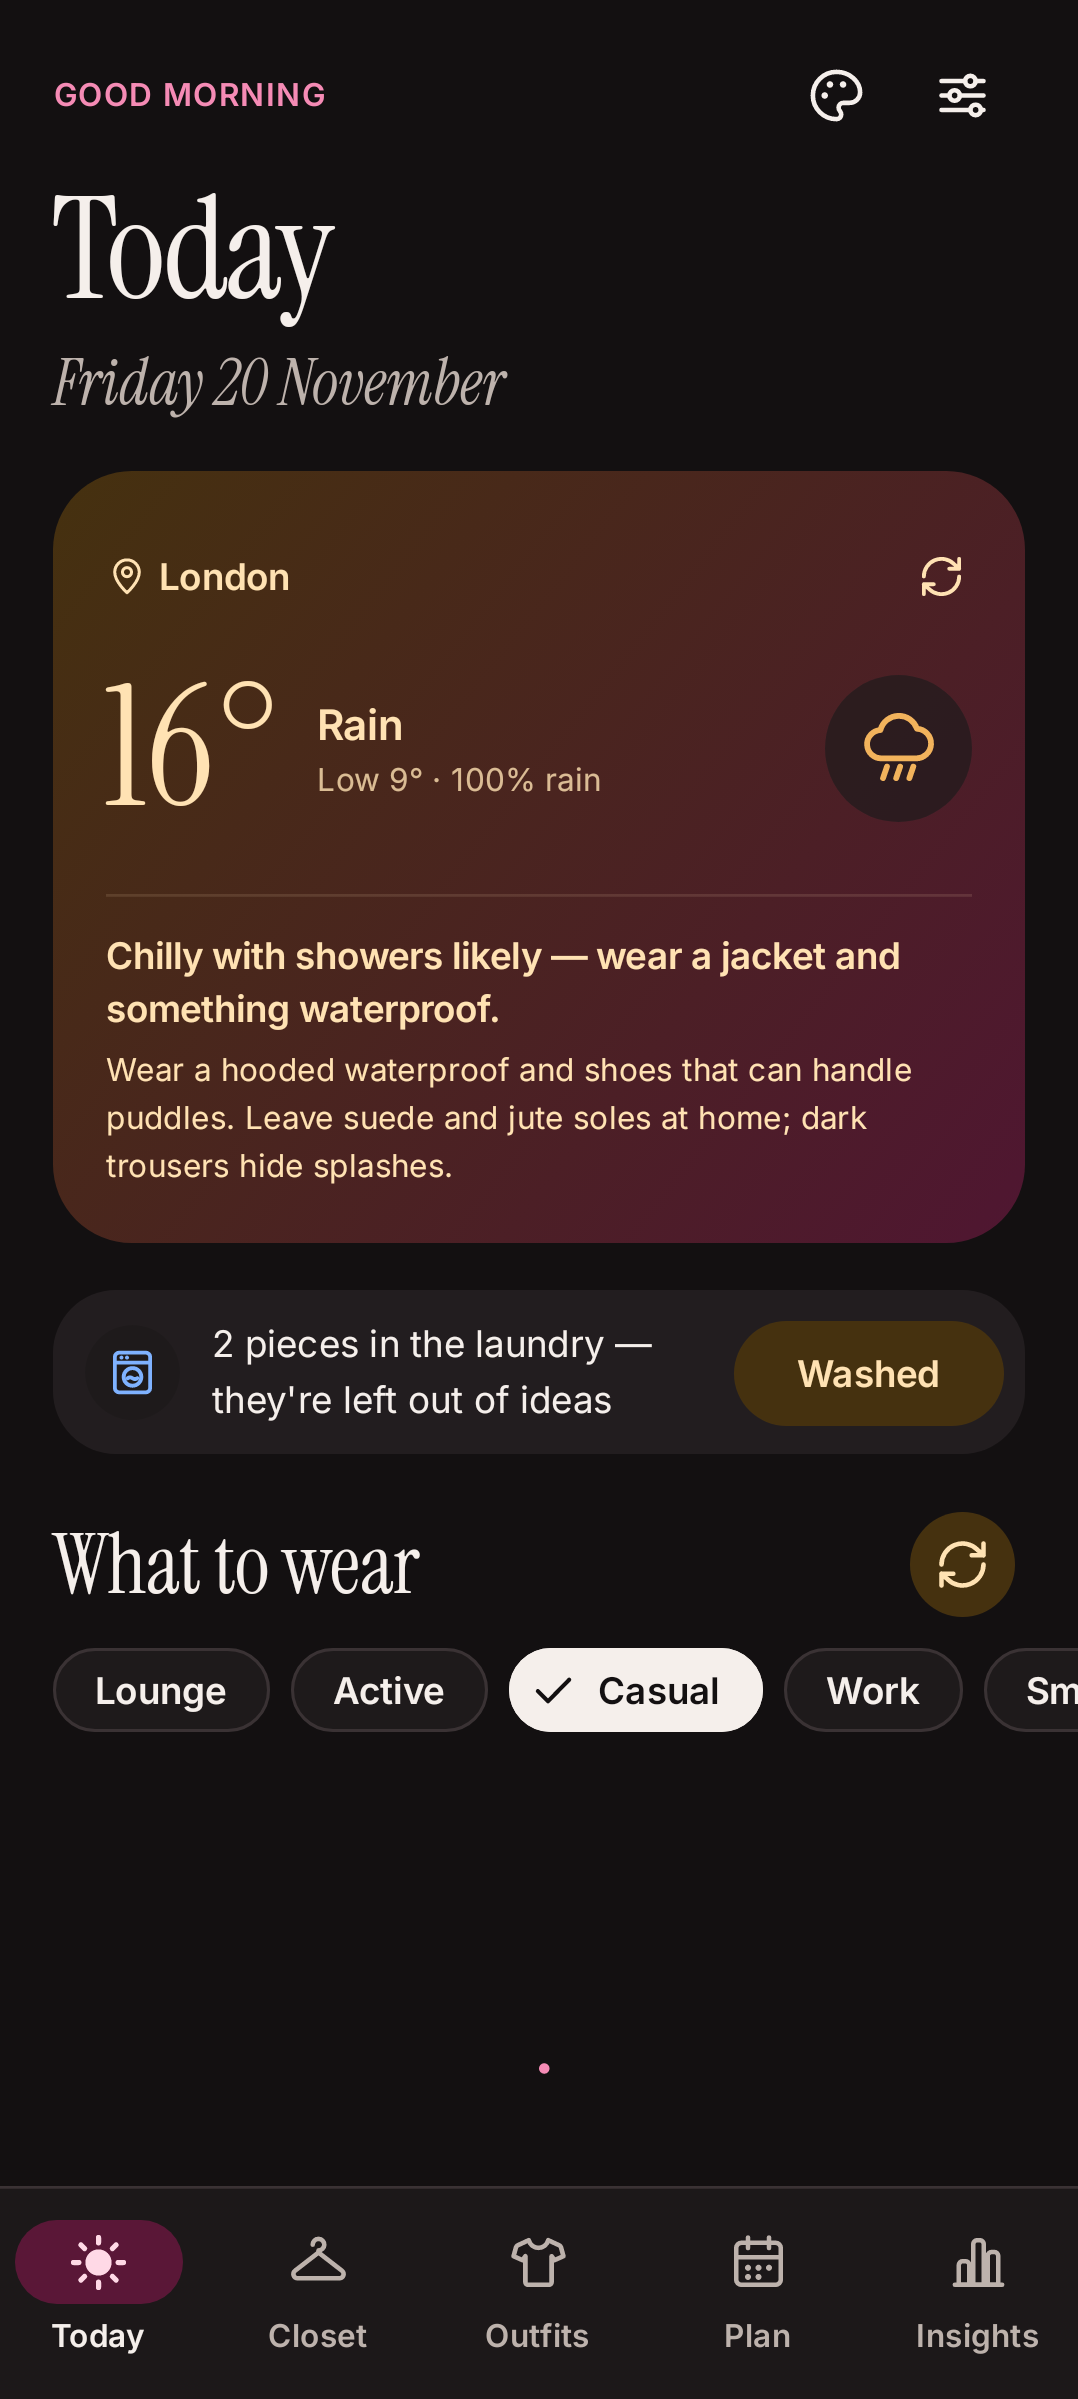 GOOD MORNING
Today
Friday 20 November
London
16°
Rain
Low 9° · 100% rain
Chilly with showers likely — wear a jacket and
something waterproof.
Wear a hooded waterproof and shoes that can handle
puddles. Leave suede and jute soles at home; dark
trousers hide splashes.
2 pieces in the laundry —
they're left out of ideas
Washed
What to wear
Lounge
Active
Casual
Work
Sm
Today
Closet
Outfits
Plan
Insights